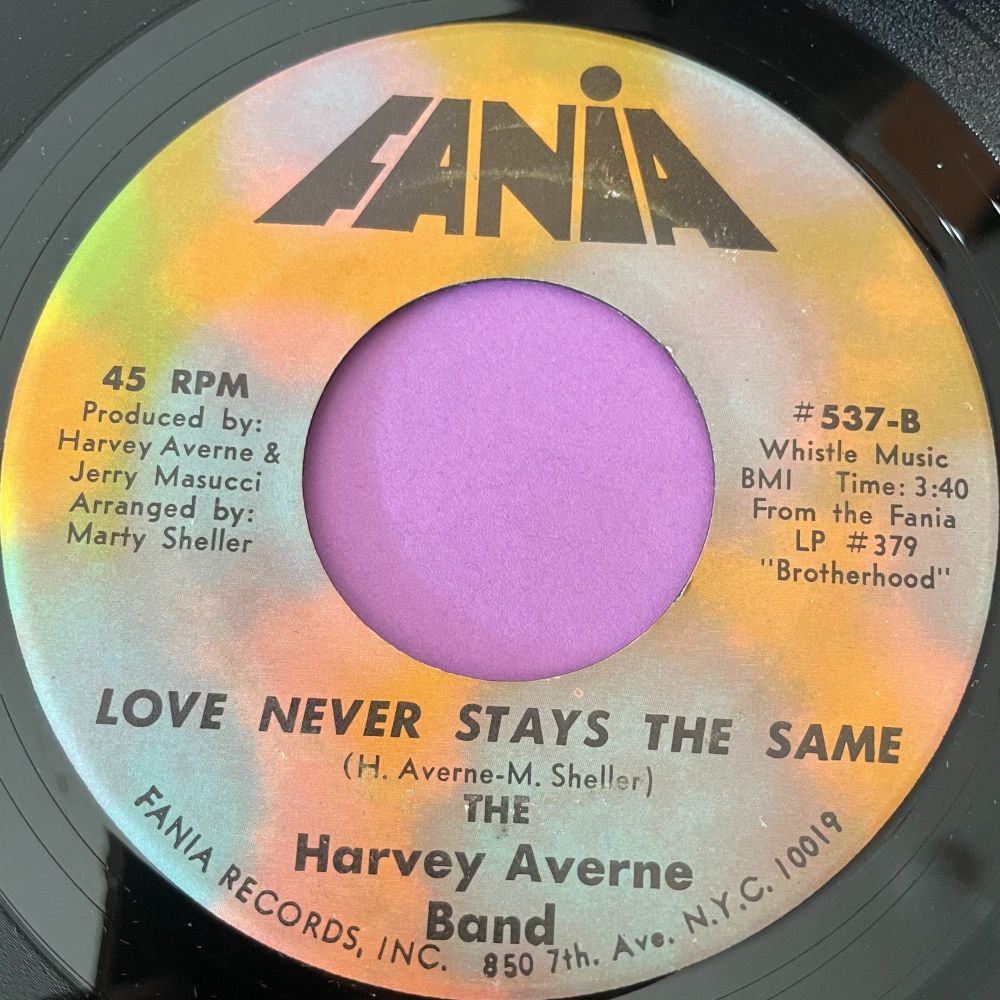 FANiA
45 RPM
Produced by:
Harvey Averne &
Jerry Masucci
Arranged by:
Marty Sheller
#537-B
Whistle Music
BMI Time: 3:40
From the Fania
LP #379
"Brotherhood"
LOVE NEVER STAYS THE SAME
(H. Averne-M. Sheller)
THE
Harvey Averne
Band
FANIA RECORDS, INC. 850 7th. Ave. N.Y.C. 10019